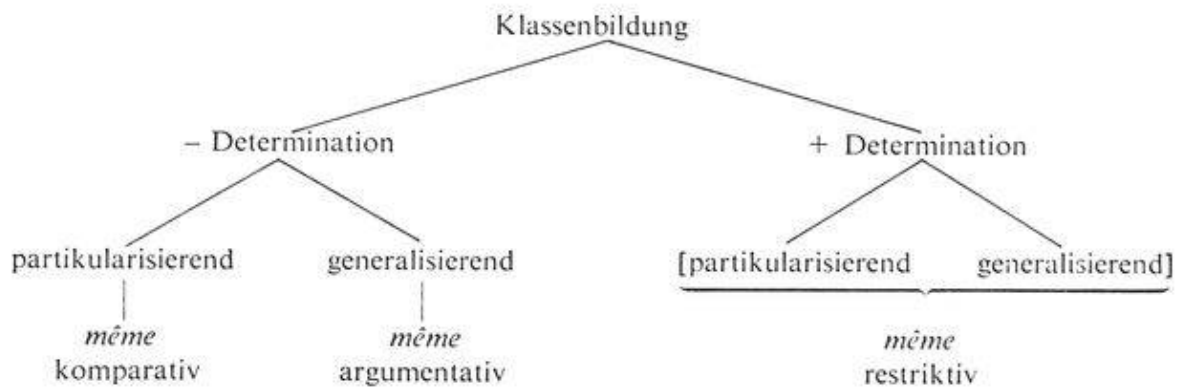 Klassenbildung
– Determination + Determination
partikularisierend generalisierend [partikularisierend generalisierend]
même même même
komparativ argumentativ restriktiv